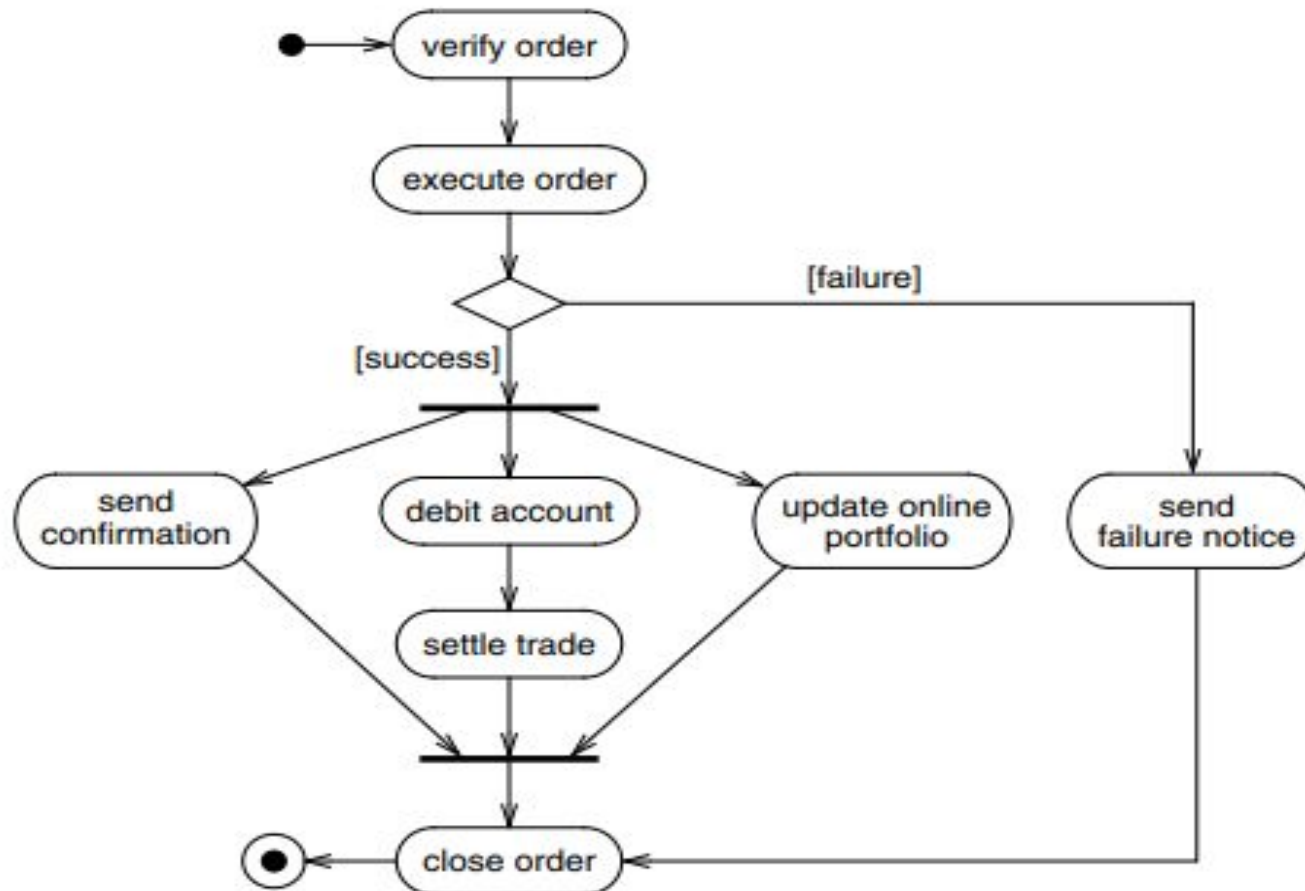 verify order
execute order
[failure]
[success]
send
confirmation
debit account
update online
portfolio
send
failure notice
settle trade
close order